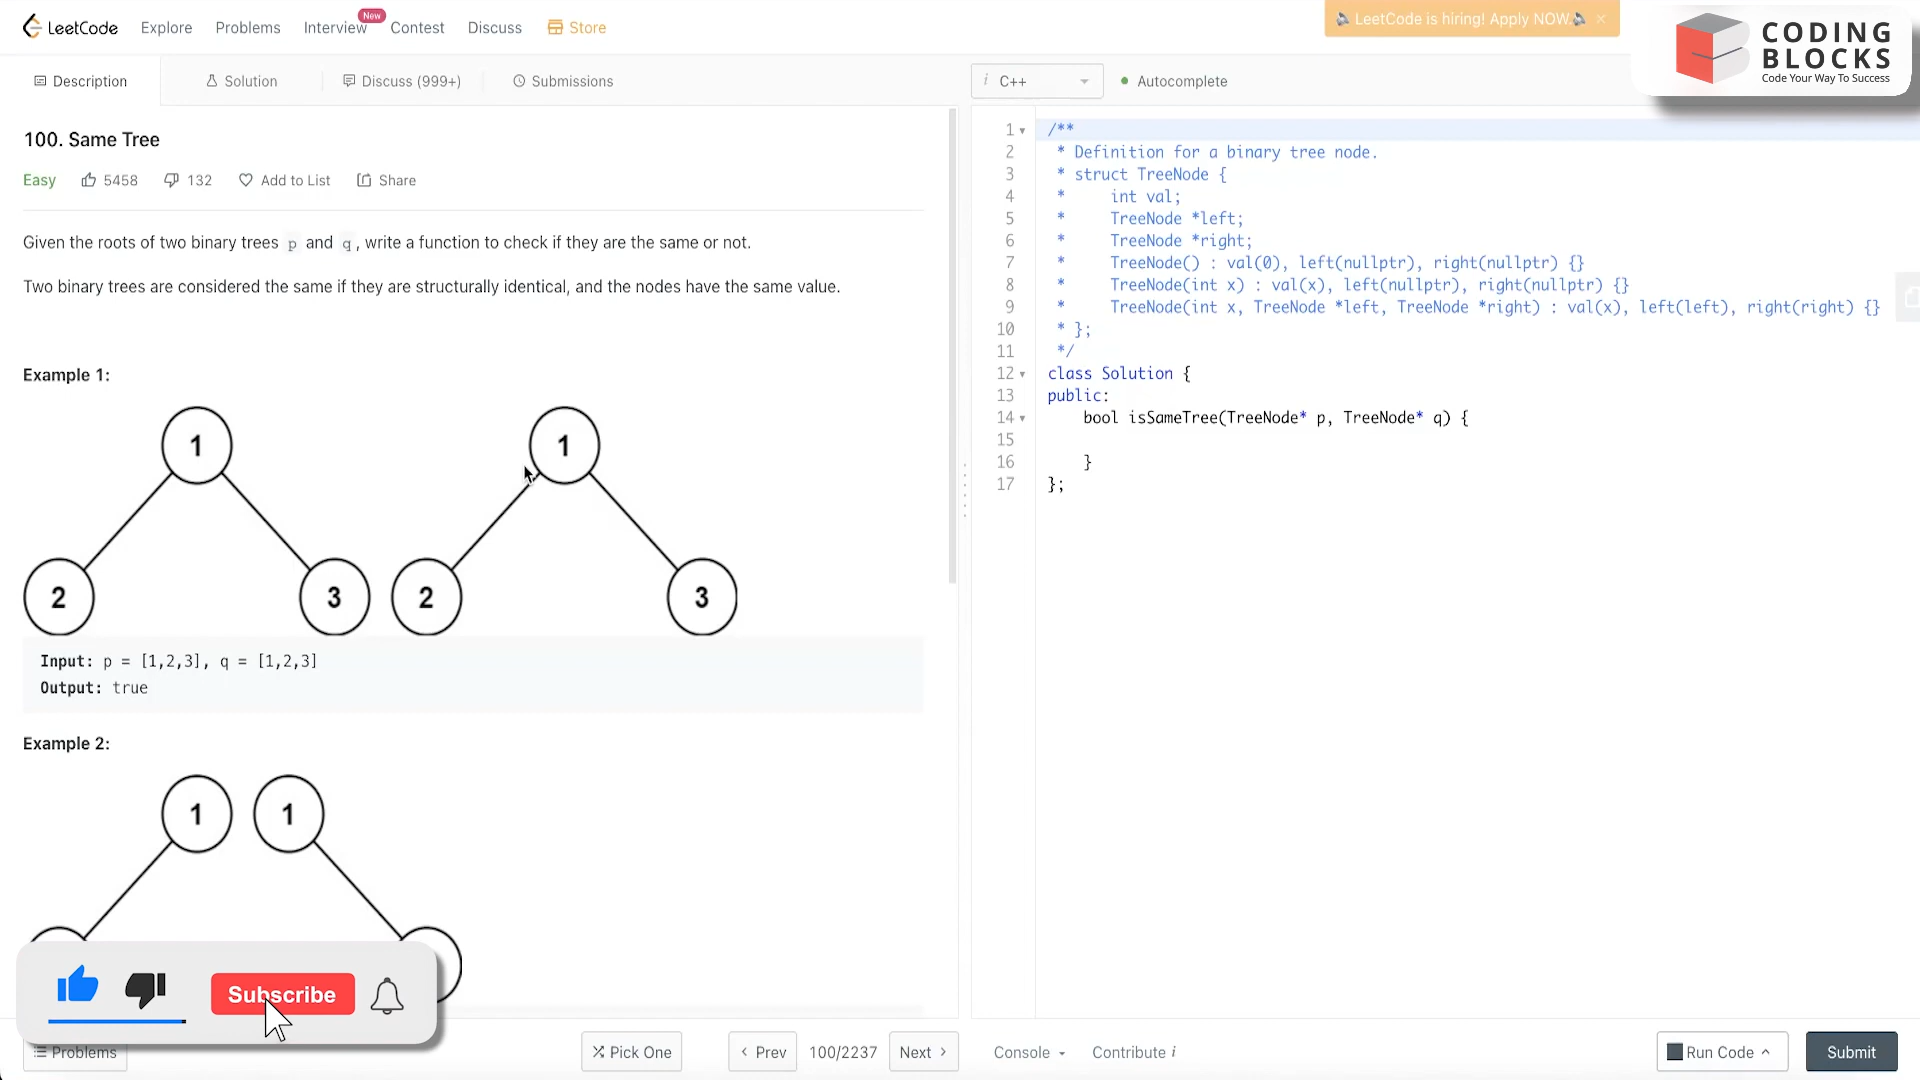 LeetCode Explore Problems Interview New Contest Discuss Store
LeetCode is hiring! Apply NOW. ×
CODING
BLOCKS
Code Your Way To Success
Description Solution Discuss (999+) Submissions
i C++ Autocomplete
100. Same Tree
Easy 5458 132 Add to List Share
Given the roots of two binary trees p and q, write a function to check if they are the same or not.
Two binary trees are considered the same if they are structurally identical, and the nodes have the same value.
Example 1:
1 1
2 3 2 3
Input: p = [1,2,3], q = [1,2,3]
Output: true
Example 2:
1 1
Subscribe
1 /**
2 * Definition for a binary tree node.
3 * struct TreeNode {
4 * int val;
5 * TreeNode *left;
6 * TreeNode *right;
7 * TreeNode() : val(0), left(nullptr), right(nullptr) {}
8 * TreeNode(int x) : val(x), left(nullptr), right(nullptr) {}
9 * TreeNode(int x, TreeNode *left, TreeNode *right) : val(x), left(left), right(right) {}
10 * };
11 */
12 class Solution {
13 public:
14 bool isSameTree(TreeNode* p, TreeNode* q) {
15
16 }
17 };
Problems Pick One < Prev 100/2237 Next > Console Contribute i Run Code ^ Submit